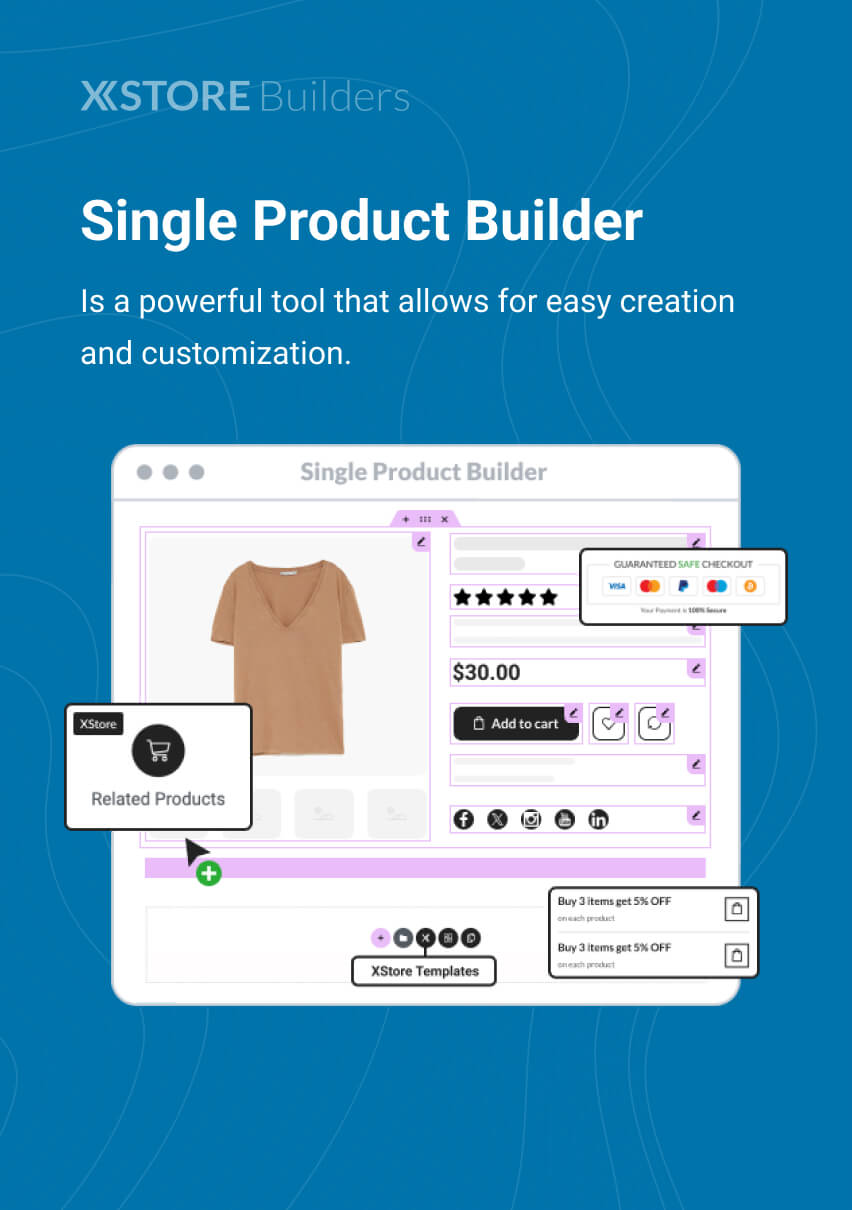 XSTORE Builders
Single Product Builder
Is a powerful tool that allows for easy creation
and customization.
Single Product Builder
GUARANTEED SAFE CHECKOUT
VISA
Your Payment is 100% Secure
$30.00
Add to cart
XStore
Related Products
Buy 3 items get 5% OFF
on each product
Buy 3 items get 5% OFF
on each product
XStore Templates